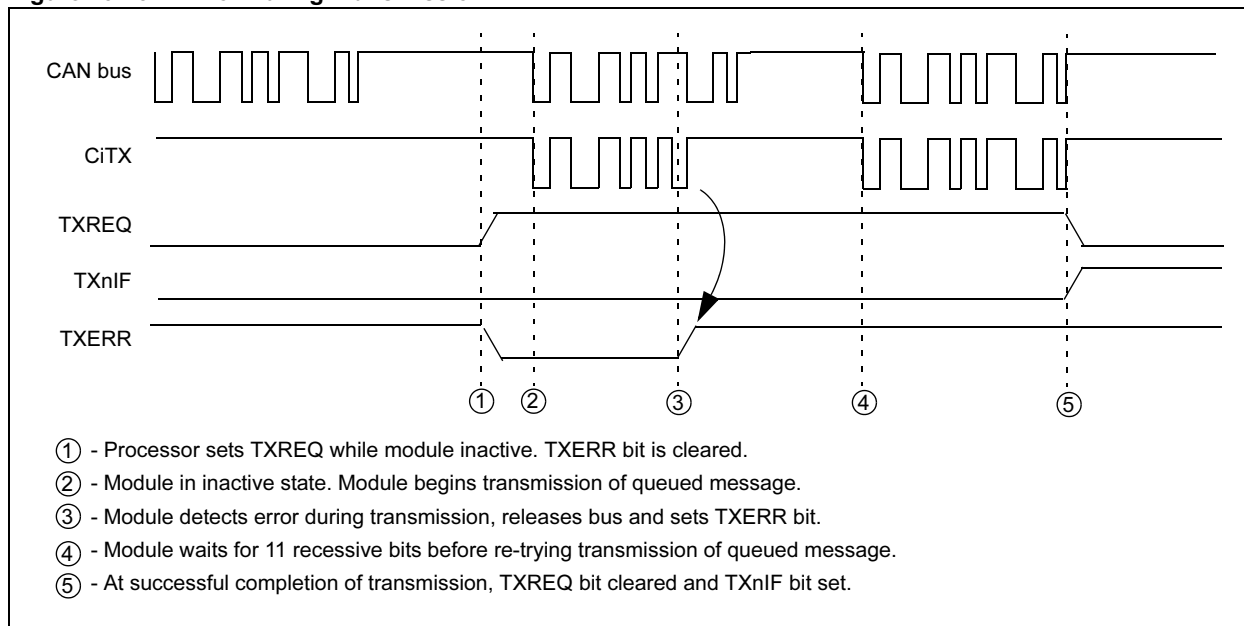 CAN bus
CiTX
TXREQ
TXnIF
TXERR
1 2 3 4 5
① - Processor sets TXREQ while module inactive. TXERR bit is cleared.
② - Module in inactive state. Module begins transmission of queued message.
③ - Module detects error during transmission, releases bus and sets TXERR bit.
④ - Module waits for 11 recessive bits before re-trying transmission of queued message.
⑤ - At successful completion of transmission, TXREQ bit cleared and TXnIF bit set.